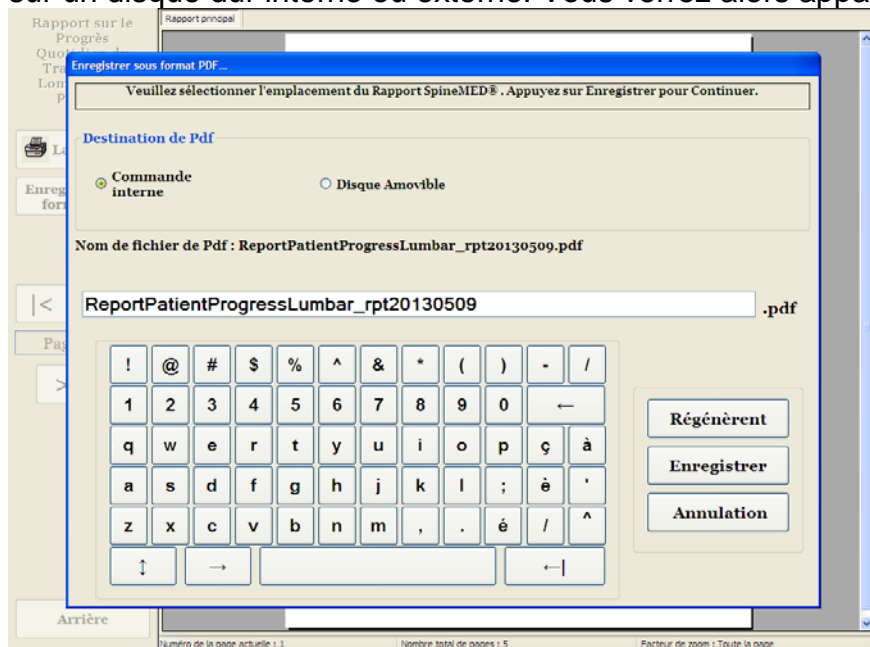 sur un disque dur interne ou externe. Vous verrez alors
Rapport sur le
Progrès
Rapport principal
Enregistrer sous format PDF...
Veuillez sélectionner l'emplacement du Rapport SpineMED® . Appuyez sur Enregistrer pour Continuer.
Destination de Pdf
Commande
interne
Disque Amovible
Nom de fichier de Pdf : ReportPatientProgressLumbar_rpt20130509.pdf
ReportPatientProgressLumbar_rpt20130509 .pdf
|<
>
! @ # $ % ^ & * ( ) - /
1 2 3 4 5 6 7 8 9 0 ←
q w e r t y u i o p ç à
a s d f g h j k l ; è '
z x c v b n m , . é / ^
↕ → ←|
Régénèrent
Enregistrer
Annulation
Arrière
Numéro de la page actuelle : 1 Nombre total de pages : 5 Facteur de zoom : Toute la page